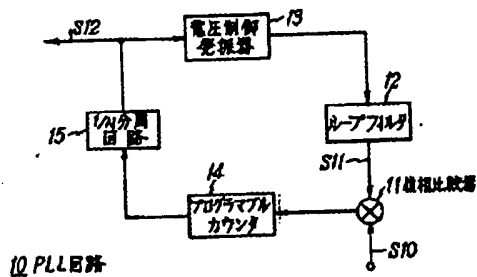 S12
電圧制御
発振器
13
12
ループフィルタ
15
1/N分周
回路
S11
14
プログラマブル
カウンタ
11位相比較器
S10
10 PLL回路